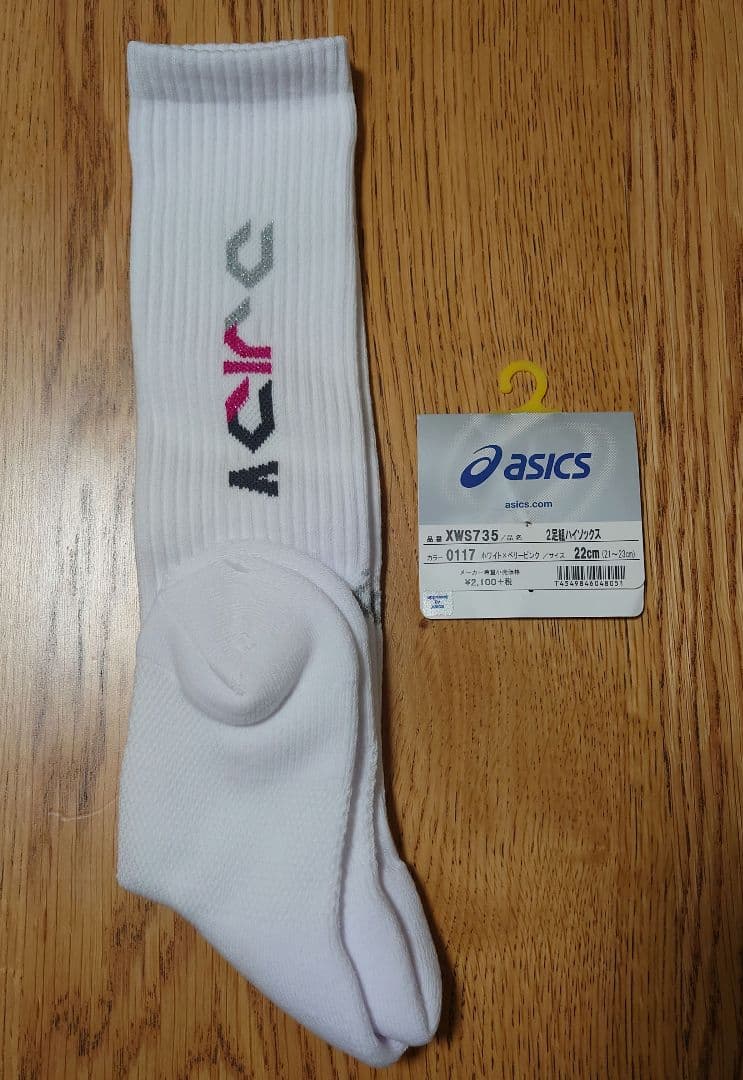 asics
asics.com
品番 XWS735 /品名 2足組ハイソックス
カラー 0117 ホワイト×ベリーピンク /サイズ 22cm (21～23cm)
メーカー希望小売価格
¥2,100+税
T4549846048051